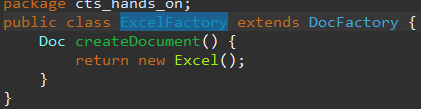 package cts_hands_on;
public class ExcelFactory extends DocFactory {
    Doc createDocument() {
        return new Excel();
    }
}